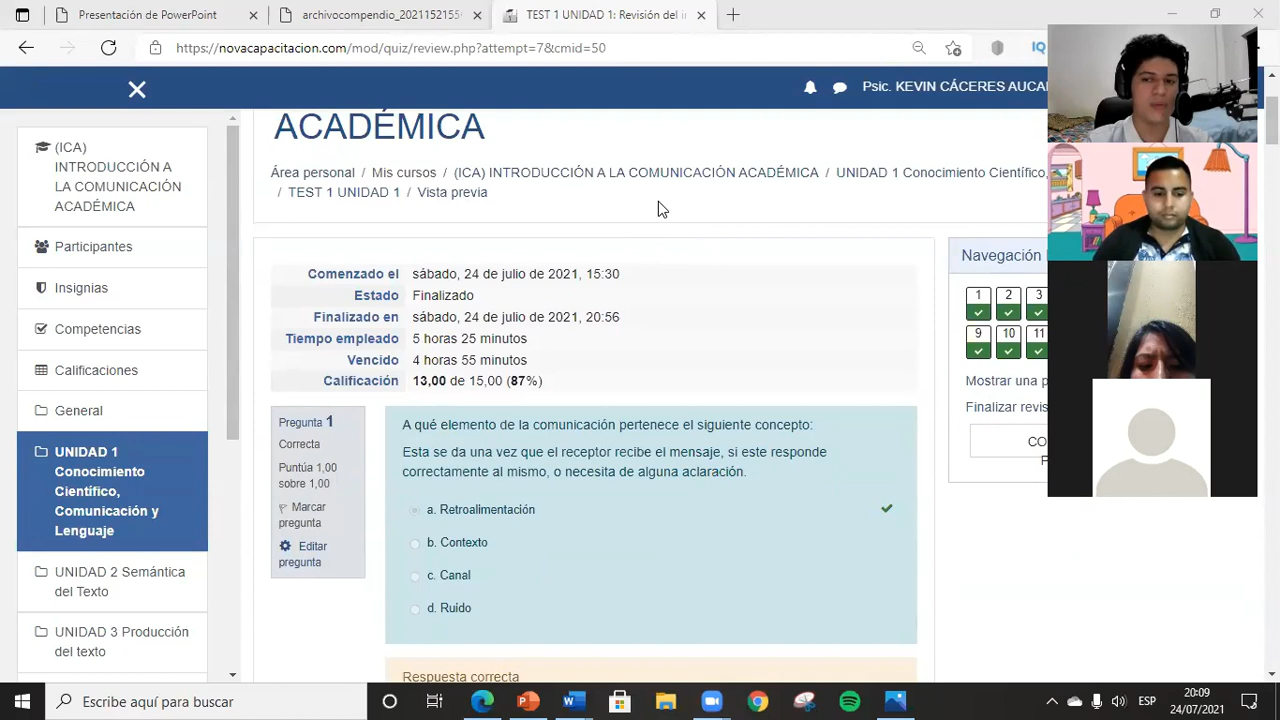 Presentación de PowerPoint
archivocompendio_2021152155
TEST 1 UNIDAD 1: Revisión del in
https://novacapacitacion.com/mod/quiz/review.php?attempt=7&cmid=50
IQ
Psic. KEVIN CÁCERES AUCA
(ICA)
INTRODUCCIÓN A
LA COMUNICACIÓN
ACADÉMICA
Participantes
Insignias
Competencias
Calificaciones
General
UNIDAD 1
Conocimiento
Científico,
Comunicación y
Lenguaje
UNIDAD 2 Semántica
del Texto
UNIDAD 3 Producción
del texto
ACADÉMICA
Área personal / Mis cursos / (ICA) INTRODUCCIÓN A LA COMUNICACIÓN ACADÉMICA / UNIDAD 1 Conocimiento Científico,
/ TEST 1 UNIDAD 1 / Vista previa
Comenzado el sábado, 24 de julio de 2021, 15:30
Estado Finalizado
Finalizado en sábado, 24 de julio de 2021, 20:56
Tiempo empleado 5 horas 25 minutos
Vencido 4 horas 55 minutos
Calificación 13,00 de 15,00 (87%)
Pregunta 1
Correcta
Puntúa 1,00
sobre 1,00
Marcar
pregunta
Editar
pregunta
A qué elemento de la comunicación pertenece el siguiente concepto:
Esta se da una vez que el receptor recibe el mensaje, si este responde
correctamente al mismo, o necesita de alguna aclaración.
a. Retroalimentación
b. Contexto
c. Canal
d. Ruido
Respuesta correcta
Navegación
1 2 3
9 10 11
Mostrar una p
Finalizar revis
CO
Escribe aquí para buscar
ESP
20:09
24/07/2021